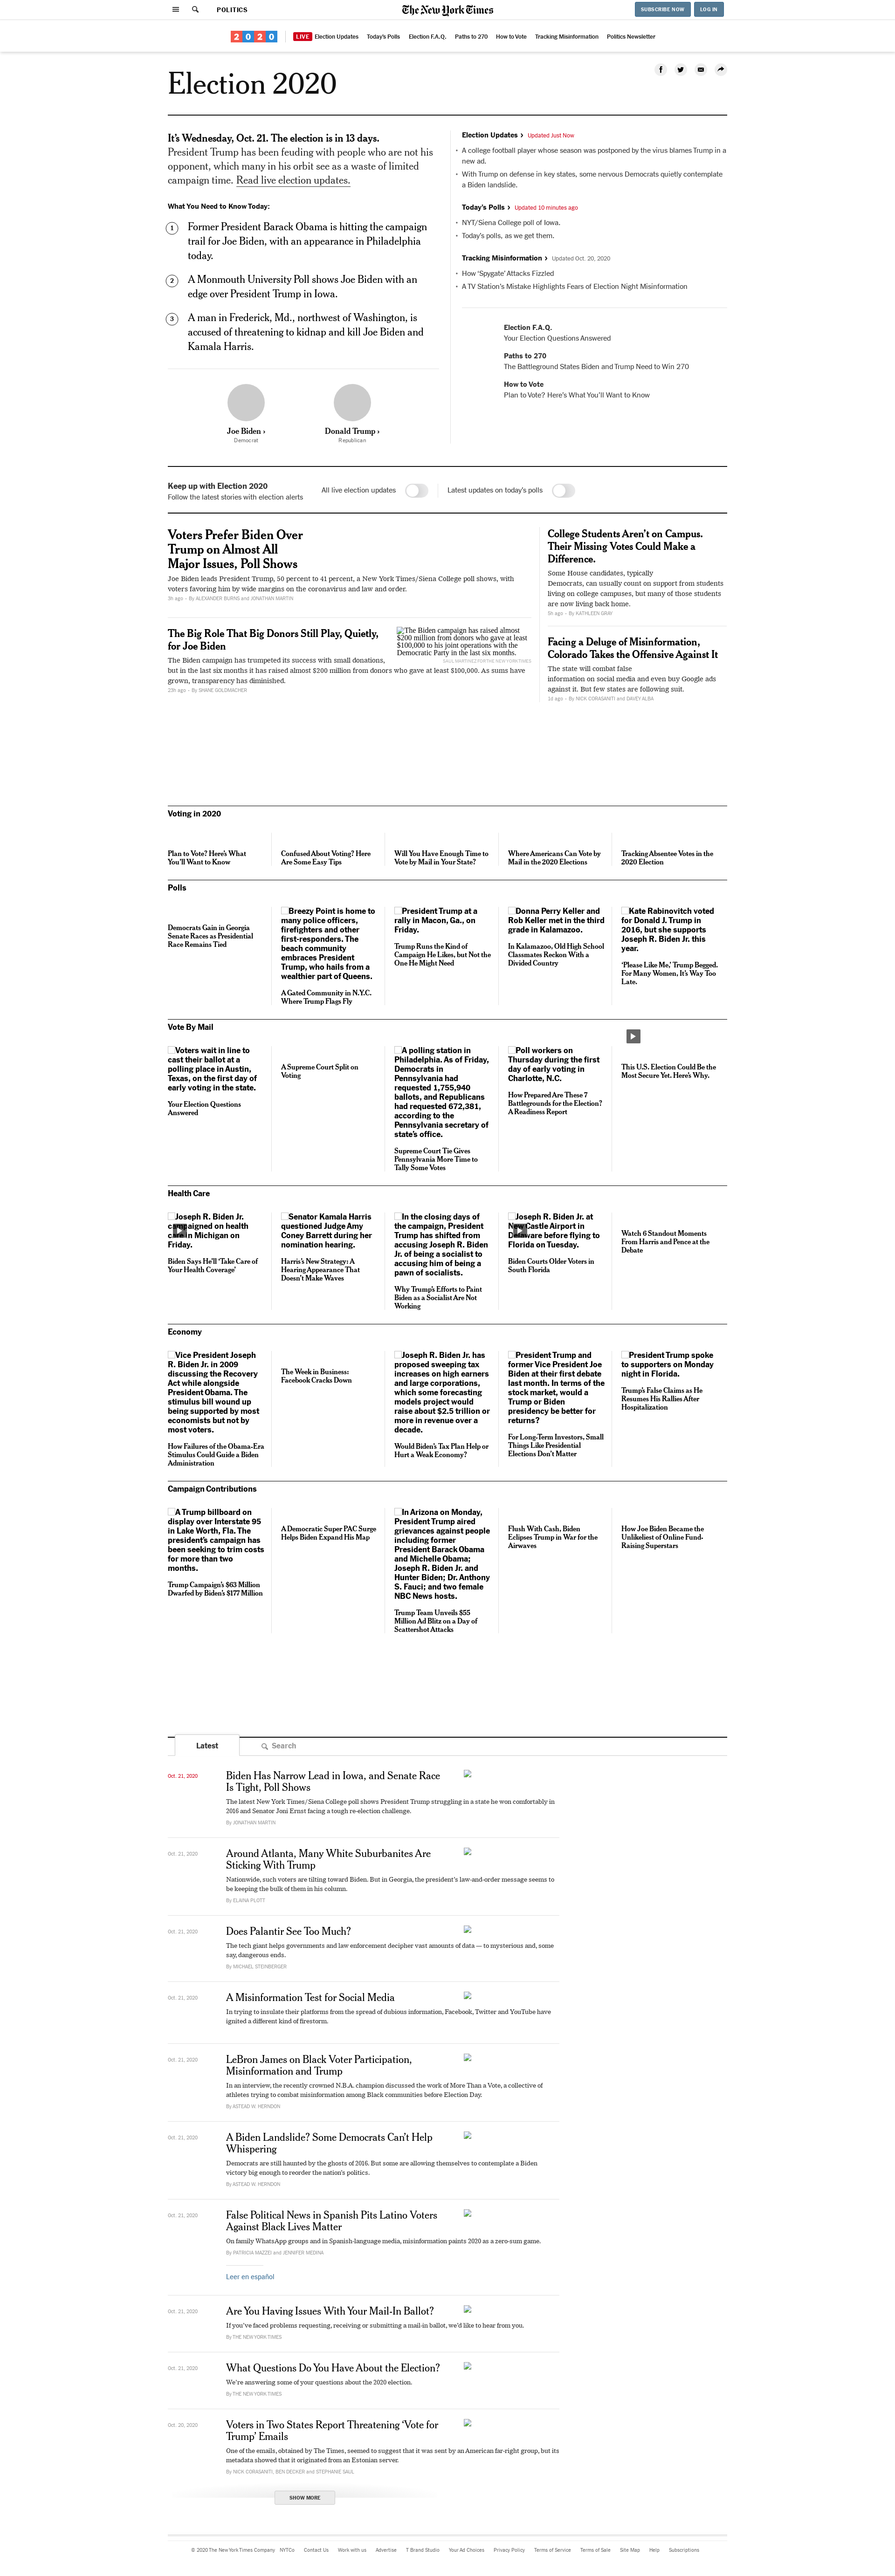 POLITICS
The New York Times
SUBSCRIBE NOW
LOG IN
2020
LIVE Election Updates
Today's Polls
Election F.A.Q.
Paths to 270
How to Vote
Tracking Misinformation
Politics Newsletter
Election 2020
It's Wednesday, Oct. 21. The election is in 13 days.
President Trump has been feuding with people who are not his
opponent, which many in his orbit see as a waste of limited
campaign time. Read live election updates.
What You Need to Know Today:
1
Former President Barack Obama is hitting the campaign
trail for Joe Biden, with an appearance in Philadelphia
today.
2
A Monmouth University Poll shows Joe Biden with an
edge over President Trump in Iowa.
3
A man in Frederick, Md., northwest of Washington, is
accused of threatening to kidnap and kill Joe Biden and
Kamala Harris.
Joe Biden ›
Democrat
Donald Trump ›
Republican
Election Updates › Updated Just Now
• A college football player whose season was postponed by the virus blames Trump in a
new ad.
• With Trump on defense in key states, some nervous Democrats quietly contemplate
a Biden landslide.
Today's Polls › Updated 10 minutes ago
• NYT/Siena College poll of Iowa.
• Today's polls, as we get them.
Tracking Misinformation › Updated Oct. 20, 2020
• How 'Spygate' Attacks Fizzled
• A TV Station's Mistake Highlights Fears of Election Night Misinformation
Election F.A.Q.
Your Election Questions Answered
Paths to 270
The Battleground States Biden and Trump Need to Win 270
How to Vote
Plan to Vote? Here's What You'll Want to Know
Keep up with Election 2020
Follow the latest stories with election alerts
All live election updates
Latest updates on today's polls
Voters Prefer Biden Over
Trump on Almost All
Major Issues, Poll Shows
Joe Biden leads President Trump, 50 percent to 41 percent, a New York Times/Siena College poll shows, with
voters favoring him by wide margins on the coronavirus and law and order.
3h ago · By ALEXANDER BURNS and JONATHAN MARTIN
The Big Role That Big Donors Still Play, Quietly,
for Joe Biden
The Biden campaign has trumpeted its success with small donations,
but in the last six months it has raised almost $200 million from donors who gave at least $100,000. As sums have
grown, transparency has diminished.
23h ago · By SHANE GOLDMACHER
The Biden campaign has raised almost
$200 million from donors who gave at least
$100,000 to his joint operations with the
Democratic Party in the last six months.
SAUL MARTINEZ FOR THE NEW YORK TIMES
College Students Aren't on Campus.
Their Missing Votes Could Make a
Difference.
Some House candidates, typically
Democrats, can usually count on support from students
living on college campuses, but many of those students
are now living back home.
5h ago · By KATHLEEN GRAY
Facing a Deluge of Misinformation,
Colorado Takes the Offensive Against It
The state will combat false
information on social media and even buy Google ads
against it. But few states are following suit.
1d ago · By NICK CORASANITI and DAVEY ALBA
Voting in 2020
Plan to Vote? Here's What
You'll Want to Know
Confused About Voting? Here
Are Some Easy Tips
Will You Have Enough Time to
Vote by Mail in Your State?
Where Americans Can Vote by
Mail in the 2020 Elections
Tracking Absentee Votes in the
2020 Election
Polls
Democrats Gain in Georgia
Senate Races as Presidential
Race Remains Tied
Breezy Point is home to
many police officers,
firefighters and other
first-responders. The
beach community
embraces President
Trump, who hails from a
wealthier part of Queens.
A Gated Community in N.Y.C.
Where Trump Flags Fly
President Trump at a
rally in Macon, Ga., on
Friday.
Trump Runs the Kind of
Campaign He Likes, but Not the
One He Might Need
Donna Perry Keller and
Rob Keller met in the third
grade in Kalamazoo.
In Kalamazoo, Old High School
Classmates Reckon With a
Divided Country
Kate Rabinovitch voted
for Donald J. Trump in
2016, but she supports
Joseph R. Biden Jr. this
year.
'Please Like Me,' Trump Begged.
For Many Women, It's Way Too
Late.
Vote By Mail
Voters wait in line to
cast their ballot at a
polling place in Austin,
Texas, on the first day of
early voting in the state.
Your Election Questions
Answered
A Supreme Court Split on
Voting
A polling station in
Philadelphia. As of Friday,
Democrats in
Pennsylvania had
requested 1,755,940
ballots, and Republicans
had requested 672,381,
according to the
Pennsylvania secretary of
state's office.
Supreme Court Tie Gives
Pennsylvania More Time to
Tally Some Votes
Poll workers on
Thursday during the first
day of early voting in
Charlotte, N.C.
How Prepared Are These 7
Battlegrounds for the Election?
A Readiness Report
This U.S. Election Could Be the
Most Secure Yet. Here's Why.
Health Care
Joseph R. Biden Jr.
campaigned on health
care in Michigan on
Friday.
Biden Says He'll 'Take Care of
Your Health Coverage'
Senator Kamala Harris
questioned Judge Amy
Coney Barrett during her
nomination hearing.
Harris's New Strategy: A
Hearing Appearance That
Doesn't Make Waves
In the closing days of
the campaign, President
Trump has shifted from
accusing Joseph R. Biden
Jr. of being a socialist to
accusing him of being a
pawn of socialists.
Why Trump's Efforts to Paint
Biden as a Socialist Are Not
Working
Joseph R. Biden Jr. at
New Castle Airport in
Delaware before flying to
Florida on Tuesday.
Biden Courts Older Voters in
South Florida
Watch 6 Standout Moments
From Harris and Pence at the
Debate
Economy
Vice President Joseph
R. Biden Jr. in 2009
discussing the Recovery
Act while alongside
President Obama. The
stimulus bill wound up
being supported by most
economists but not by
most voters.
How Failures of the Obama-Era
Stimulus Could Guide a Biden
Administration
The Week in Business:
Facebook Cracks Down
Joseph R. Biden Jr. has
proposed sweeping tax
increases on high earners
and large corporations,
which some forecasting
models project would
raise about $2.5 trillion or
more in revenue over a
decade.
Would Biden's Tax Plan Help or
Hurt a Weak Economy?
President Trump and
former Vice President Joe
Biden at their first debate
last month. In terms of the
stock market, would a
Trump or Biden
presidency be better for
returns?
For Long-Term Investors, Small
Things Like Presidential
Elections Don't Matter
President Trump spoke
to supporters on Monday
night in Florida.
Trump's False Claims as He
Resumes His Rallies After
Hospitalization
Campaign Contributions
A Trump billboard on
display over Interstate 95
in Lake Worth, Fla. The
president's campaign has
been seeking to trim costs
for more than two
months.
Trump Campaign's $63 Million
Dwarfed by Biden's $177 Million
A Democratic Super PAC Surge
Helps Biden Expand His Map
In Arizona on Monday,
President Trump aired
grievances against people
including former
President Barack Obama
and Michelle Obama;
Joseph R. Biden Jr. and
Hunter Biden; Dr. Anthony
S. Fauci; and two female
NBC News hosts.
Trump Team Unveils $55
Million Ad Blitz on a Day of
Scattershot Attacks
Flush With Cash, Biden
Eclipses Trump in War for the
Airwaves
How Joe Biden Became the
Unlikeliest of Online Fund-
Raising Superstars
Latest
Search
Oct. 21, 2020
Biden Has Narrow Lead in Iowa, and Senate Race
Is Tight, Poll Shows
The latest New York Times/Siena College poll shows President Trump struggling in a state he won comfortably in
2016 and Senator Joni Ernst facing a tough re-election challenge.
By JONATHAN MARTIN
Oct. 21, 2020
Around Atlanta, Many White Suburbanites Are
Sticking With Trump
Nationwide, such voters are tilting toward Biden. But in Georgia, the president's law-and-order message seems to
be keeping the bulk of them in his column.
By ELAINA PLOTT
Oct. 21, 2020
Does Palantir See Too Much?
The tech giant helps governments and law enforcement decipher vast amounts of data — to mysterious and, some
say, dangerous ends.
By MICHAEL STEINBERGER
Oct. 21, 2020
A Misinformation Test for Social Media
In trying to insulate their platforms from the spread of dubious information, Facebook, Twitter and YouTube have
ignited a different kind of firestorm.
Oct. 21, 2020
LeBron James on Black Voter Participation,
Misinformation and Trump
In an interview, the recently crowned N.B.A. champion discussed the work of More Than a Vote, a collective of
athletes trying to combat misinformation among Black communities before Election Day.
By ASTEAD W. HERNDON
Oct. 21, 2020
A Biden Landslide? Some Democrats Can't Help
Whispering
Democrats are still haunted by the ghosts of 2016. But some are allowing themselves to contemplate a Biden
victory big enough to reorder the nation's politics.
By ASTEAD W. HERNDON
Oct. 21, 2020
False Political News in Spanish Pits Latino Voters
Against Black Lives Matter
On family WhatsApp groups and in Spanish-language media, misinformation paints 2020 as a zero-sum game.
By PATRICIA MAZZEI and JENNIFER MEDINA
Leer en español
Oct. 21, 2020
Are You Having Issues With Your Mail-In Ballot?
If you've faced problems requesting, receiving or submitting a mail-in ballot, we'd like to hear from you.
By THE NEW YORK TIMES
Oct. 21, 2020
What Questions Do You Have About the Election?
We're answering some of your questions about the 2020 election.
By THE NEW YORK TIMES
Oct. 20, 2020
Voters in Two States Report Threatening 'Vote for
Trump' Emails
One of the emails, obtained by The Times, seemed to suggest that it was sent by an American far-right group, but its
metadata showed that it originated from an Estonian server.
By NICK CORASANITI, BEN DECKER and STEPHANIE SAUL
SHOW MORE
© 2020 The New York Times Company
NYTCo
Contact Us
Work with us
Advertise
T Brand Studio
Your Ad Choices
Privacy Policy
Terms of Service
Terms of Sale
Site Map
Help
Subscriptions